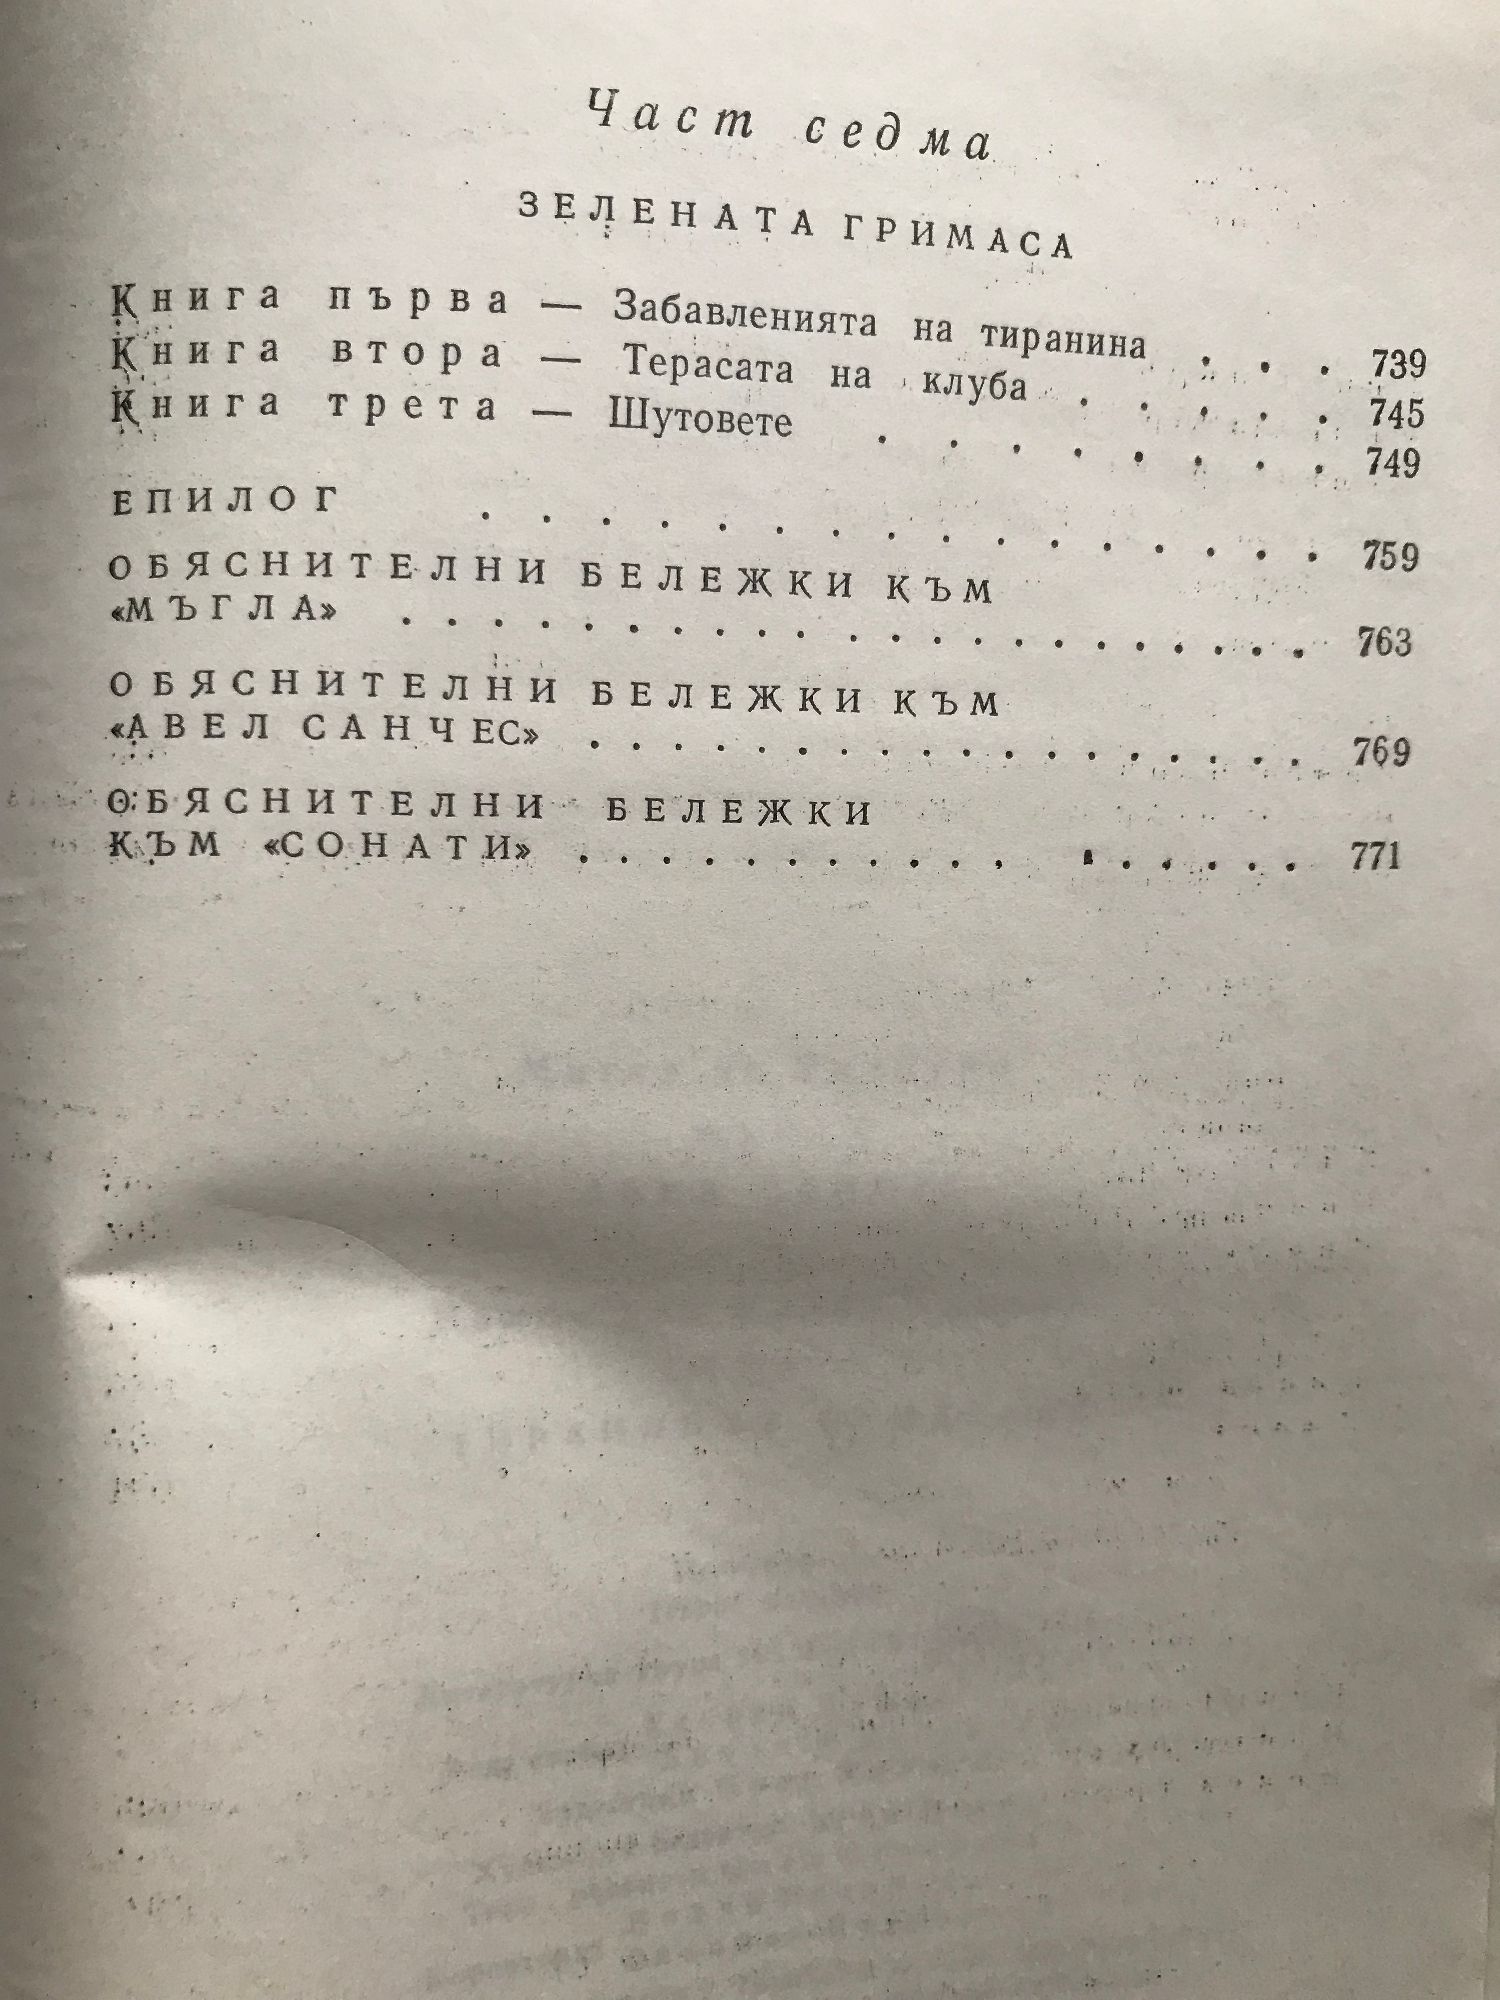 Част седма
ЗЕЛЕНАТА ГРИМАСА
Книга първа — Забавленията на тиранина . . . 739
Книга втора — Терасата на клуба . . . . . 745
Книга трета — Шутовете . . . . . . . . 749
ЕПИЛОГ . . . . . . . . . . . . . . . . 759
ОБЯСНИТЕЛНИ БЕЛЕЖКИ КЪМ
«МЪГЛА» . . . . . . . . . . . . . . . . . . . . . 763
ОБЯСНИТЕЛНИ БЕЛЕЖКИ КЪМ
«АВЕЛ САНЧЕС» . . . . . . . . . . . . . . . . . 769
ОБЯСНИТЕЛНИ БЕЛЕЖКИ
КЪМ «СОНАТИ» . . . . . . . . . . . . . . . . . 771